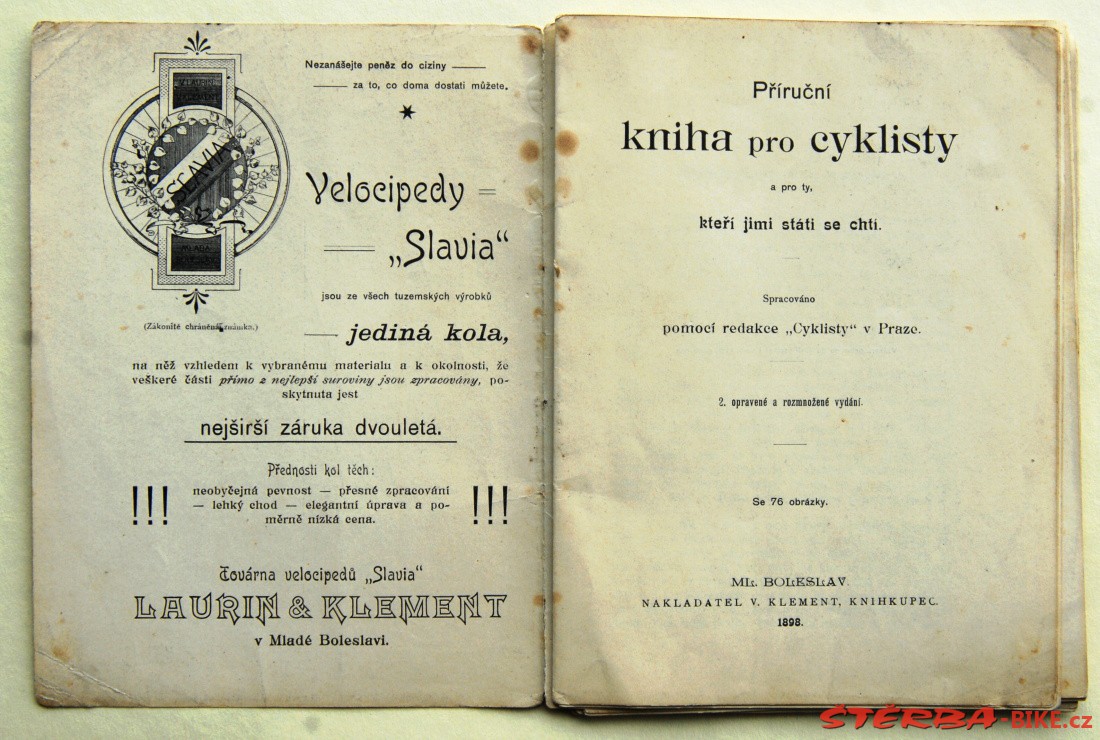 Nezanášejte peněz do ciziny
za to, co doma dostati můžete.
SLAVIA
MLADÁ
Velocipedy
„Slavia“
jsou ze všech tuzemských výrobků
(Zákonitě chráněná známka.)
jediná kola,
na něž vzhledem k vybranému materialu a k okolnosti, že
veškeré části přímo z nejlepší suroviny jsou zpracovány, po-
skytnuta jest
nejširší záruka dvouletá.
Přednosti kol těch:
!!! neobyčejná pevnost — přesné zpracování !!!
— lehký chod — elegantní úprava a po-
měrně nízká cena.
Továrna velocipedů „Slavia“
LAURIN & KLEMENT
v Mladé Boleslavi.
Příruční
kniha pro cyklisty
a pro ty,
kteří jimi státi se chtí.
Spracováno
pomocí redakce „Cyklisty“ v Praze.
2. opravené a rozmnožené vydání.
Se 76 obrázky.
ML. BOLESLAV.
NAKLADATEL V. KLEMENT, KNIHKUPEC.
1898.
ŠTĚRBA-BIKE.cz